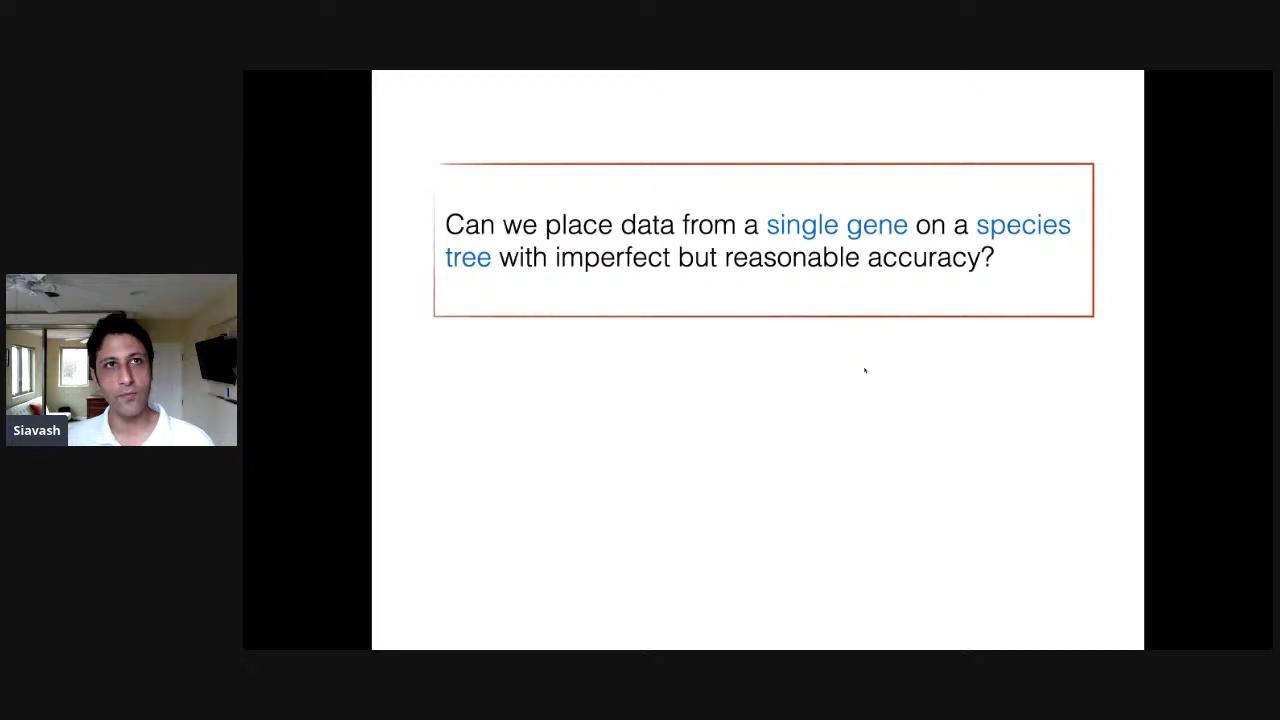 Can we place data from a single gene on a species
tree with imperfect but reasonable accuracy?
Siavash